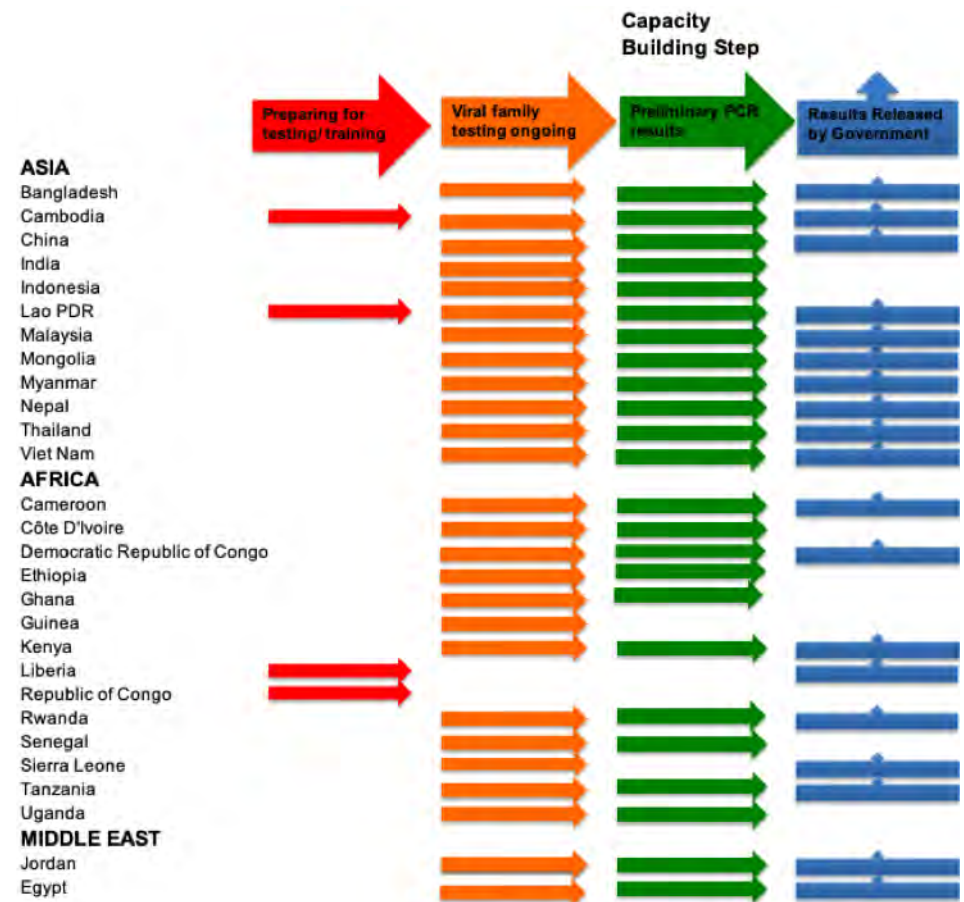 Capacity
Building Step
Preparing for
testing/training
Viral family
testing ongoing
Preliminary PCR
results
Results Released
by Government
ASIA
Bangladesh
Cambodia
China
India
Indonesia
Lao PDR
Malaysia
Mongolia
Myanmar
Nepal
Thailand
Viet Nam
AFRICA
Cameroon
Côte D'Ivoire
Democratic Republic of Congo
Ethiopia
Ghana
Guinea
Kenya
Liberia
Republic of Congo
Rwanda
Senegal
Sierra Leone
Tanzania
Uganda
MIDDLE EAST
Jordan
Egypt